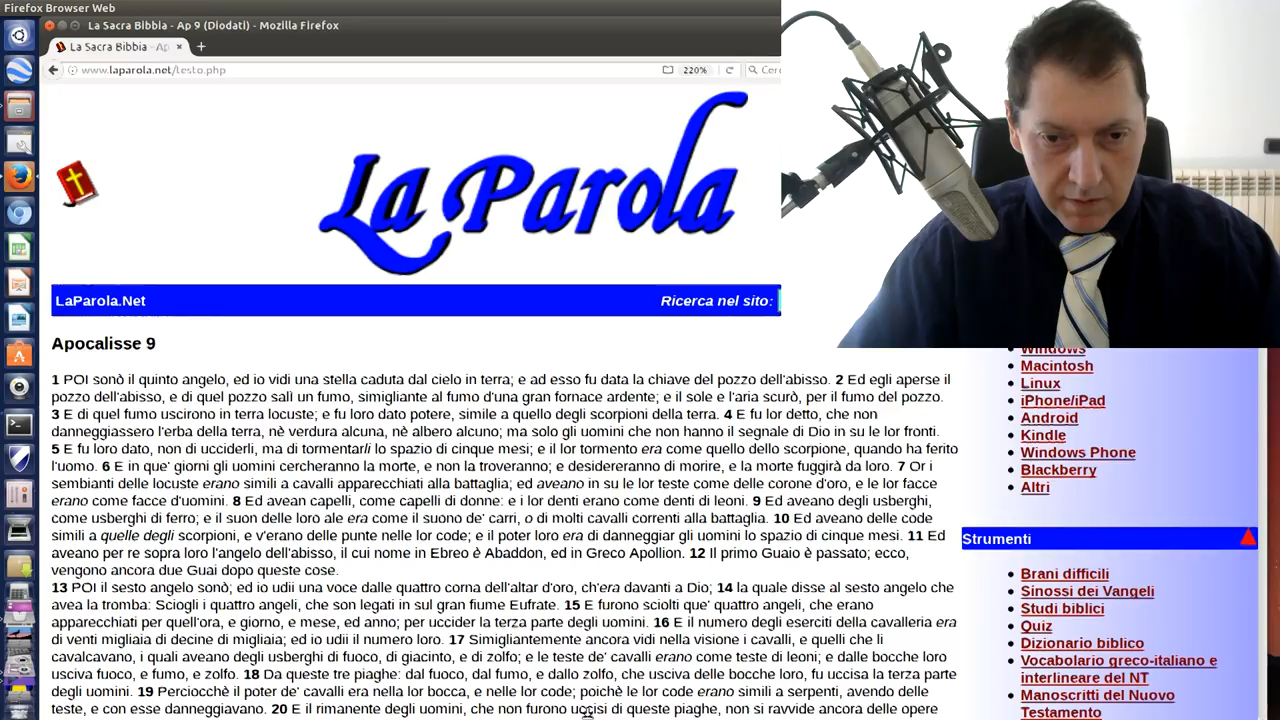 Firefox Browser Web
La Sacra Bibbia - Ap 9 (Diodati) - Mozilla Firefox
La Sacra Bibbia - Ap
www.laparola.net/testo.php
220%
Cerc
La Parola
LaParola.Net
Ricerca nel sito:
Apocalisse 9
1 POI sonò il quinto angelo, ed io vidi una stella caduta dal cielo in terra; e ad esso fu data la chiave del pozzo dell'abisso. 2 Ed egli aperse il
pozzo dell'abisso, e di quel pozzo salì un fumo, simigliante al fumo d'una gran fornace ardente; e il sole e l'aria scurò, per il fumo del pozzo.
3 E di quel fumo uscirono in terra locuste; e fu loro dato potere, simile a quello degli scorpioni della terra. 4 E fu lor detto, che non
danneggiassero l'erba della terra, nè verdura alcuna, nè albero alcuno; ma solo gli uomini che non hanno il segnale di Dio in su le lor fronti.
5 E fu loro dato, non di ucciderli, ma di tormentarli lo spazio di cinque mesi; e il lor tormento era come quello dello scorpione, quando ha ferito
l'uomo. 6 E in que' giorni gli uomini cercheranno la morte, e non la troveranno; e desidereranno di morire, e la morte fuggirà da loro. 7 Or i
sembianti delle locuste erano simili a cavalli apparecchiati alla battaglia; ed aveano in su le lor teste come delle corone d'oro, e le lor facce
erano come facce d'uomini. 8 Ed avean capelli, come capelli di donne: e i lor denti erano come denti di leoni. 9 Ed aveano degli usberghi,
come usberghi di ferro; e il suon delle loro ale era come il suono de' carri, o di molti cavalli correnti alla battaglia. 10 Ed aveano delle code
simili a quelle degli scorpioni, e v'erano delle punte nelle lor code; e il poter loro era di danneggiar gli uomini lo spazio di cinque mesi. 11 Ed
aveano per re sopra loro l'angelo dell'abisso, il cui nome in Ebreo è Abaddon, ed in Greco Apollion. 12 Il primo Guaio è passato; ecco,
vengono ancora due Guai dopo queste cose.
13 POI il sesto angelo sonò; ed io udii una voce dalle quattro corna dell'altar d'oro, ch'era davanti a Dio; 14 la quale disse al sesto angelo che
avea la tromba: Sciogli i quattro angeli, che son legati in sul gran fiume Eufrate. 15 E furono sciolti que' quattro angeli, che erano
apparecchiati per quell'ora, e giorno, e mese, ed anno; per uccider la terza parte degli uomini. 16 E il numero degli eserciti della cavalleria era
di venti migliaia di decine di migliaia; ed io udii il numero loro. 17 Simigliantemente ancora vidi nella visione i cavalli, e quelli che li
cavalcavano, i quali aveano degli usberghi di fuoco, di giacinto e di zolfo; e le teste de' cavalli erano come teste di leoni; e dalle bocche loro
usciva fuoco, e fumo, e zolfo. 18 Da queste tre piaghe: dal fuoco, dal fumo, e dallo zolfo, che usciva delle bocche loro, fu uccisa la terza parte
degli uomini. 19 Perciocchè il poter de' cavalli era nella lor bocca, e nelle lor code; poichè le lor code erano simili a serpenti, avendo delle
teste, e con esse danneggiavano. 20 E il rimanente degli uomini, che non furono uccisi di queste piaghe, non si ravvide ancora delle opere
Windows
Macintosh
Linux
iPhone/iPad
Android
Kindle
Windows Phone
Blackberry
Altri
Strumenti
Brani difficili
Sinossi dei Vangeli
Studi biblici
Quiz
Dizionario biblico
Vocabolario greco-italiano e
interlineare del NT
Manoscritti del Nuovo
Testamento